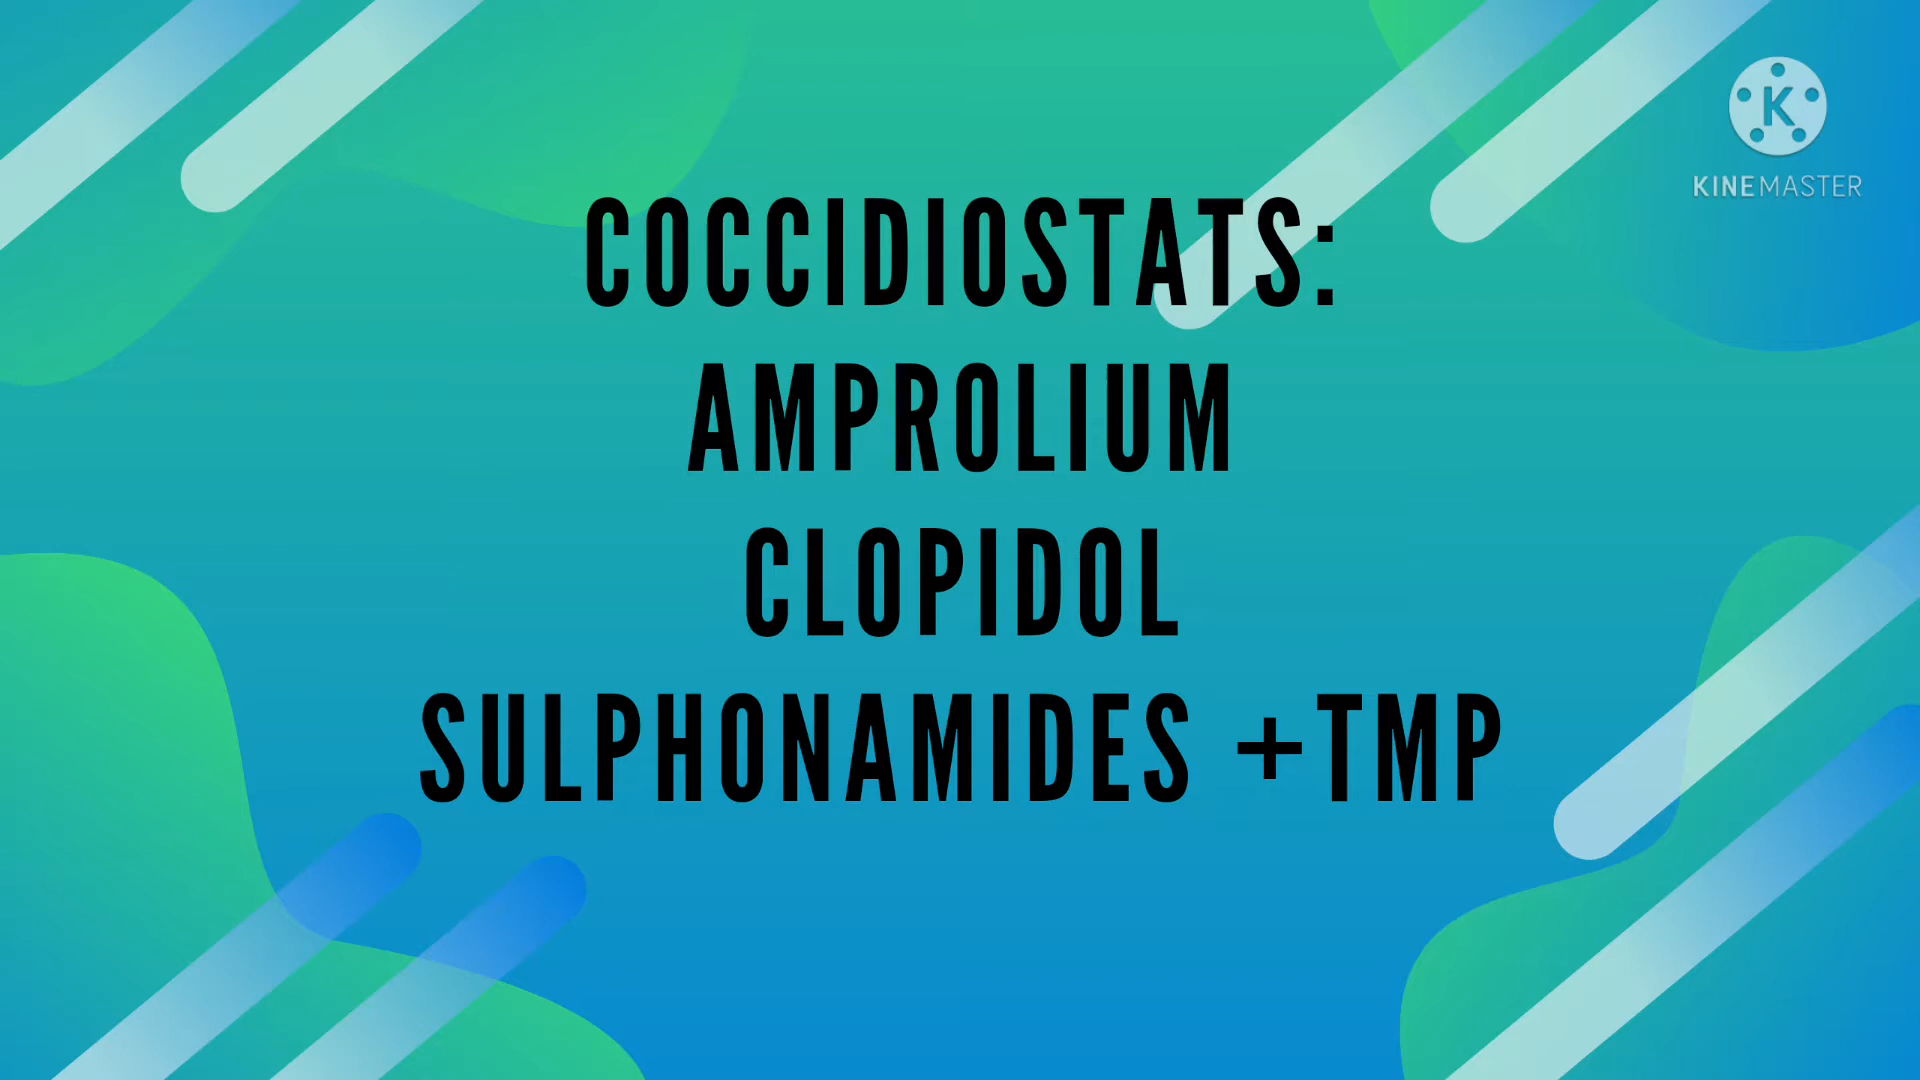 K
KINEMASTER
COCCIDIOSTATS:
AMPROLIUM
CLOPIDOL
SULPHONAMIDES +TMP